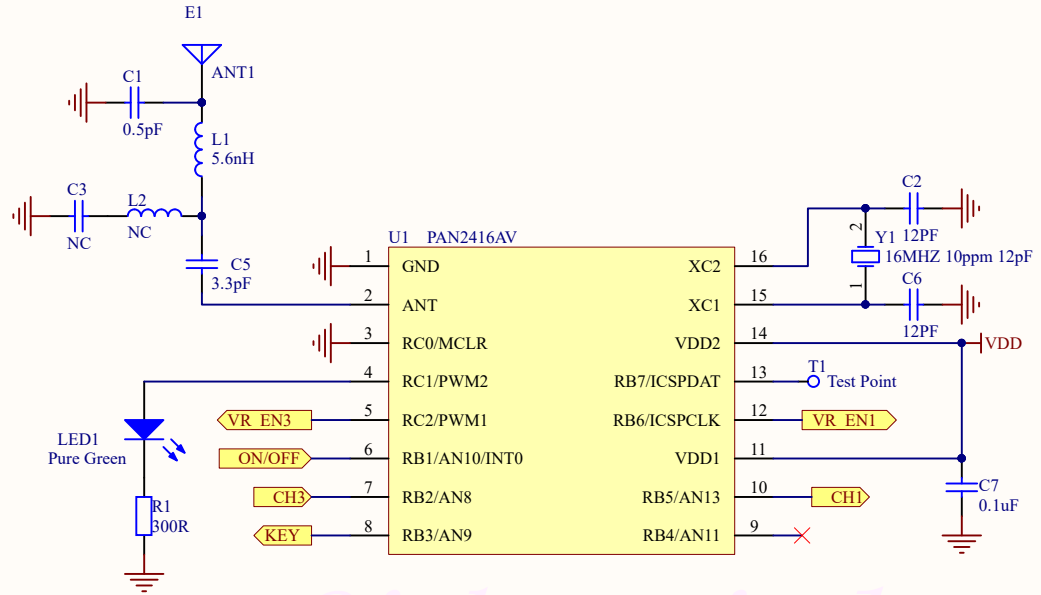 E1
ANT1
C1
0.5pF
L1
5.6nH
C3
NC
L2
NC
C5
3.3pF
U1 PAN2416AV
1 GND
2 ANT
3 RC0/MCLR
4 RC1/PWM2
5 RC2/PWM1
6 RB1/AN10/INT0
7 RB2/AN8
8 RB3/AN9
XC2 16
XC1 15
VDD2 14
RB7/ICSPDAT 13
RB6/ICSPCLK 12
VDD1 11
RB5/AN13 10
RB4/AN11 9
VR_EN3
ON/OFF
CH3
KEY
LED1
Pure Green
R1
300R
C2
12PF
2
Y1
16MHZ 10ppm 12pF
1
C6
12PF
VDD
T1
Test Point
VR_EN1
CH1
C7
0.1uF